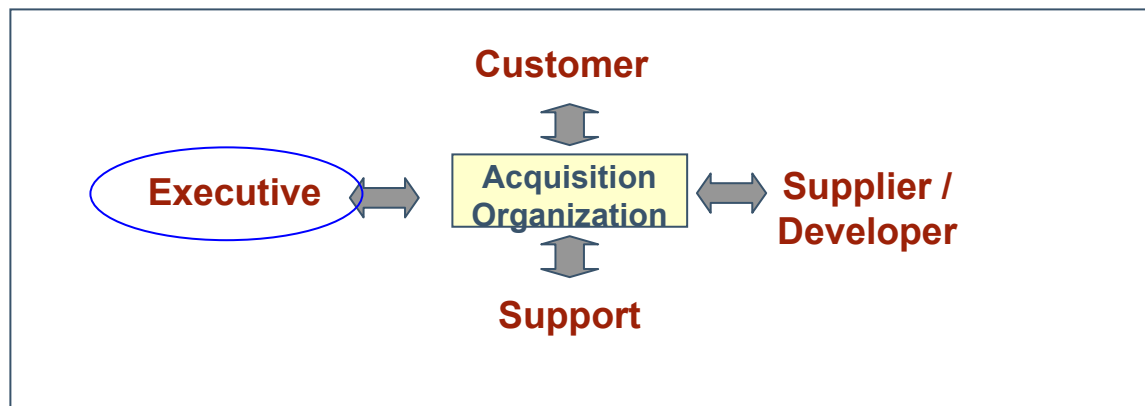 Customer
Executive
Acquisition
Organization
Supplier /
Developer
Support